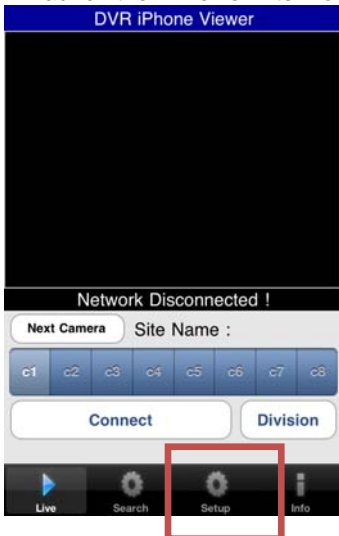 DVR iPhone Viewer
Network Disconnected !
Next Camera Site Name :
c1 c2 c3 c4 c5 c6 c7 c8
Connect Division
Live Search Setup Info